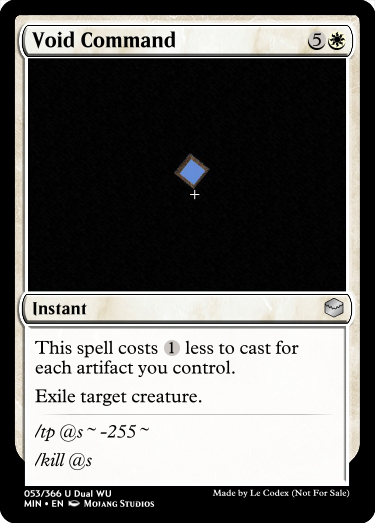 Void Command 5
Instant
This spell costs 1 less to cast for
each artifact you control.
Exile target creature.
/tp @s ~ -255 ~
/kill @s
053/366 U Dual WU
MIN • EN Mojang Studios
Made by Le Codex (Not For Sale)